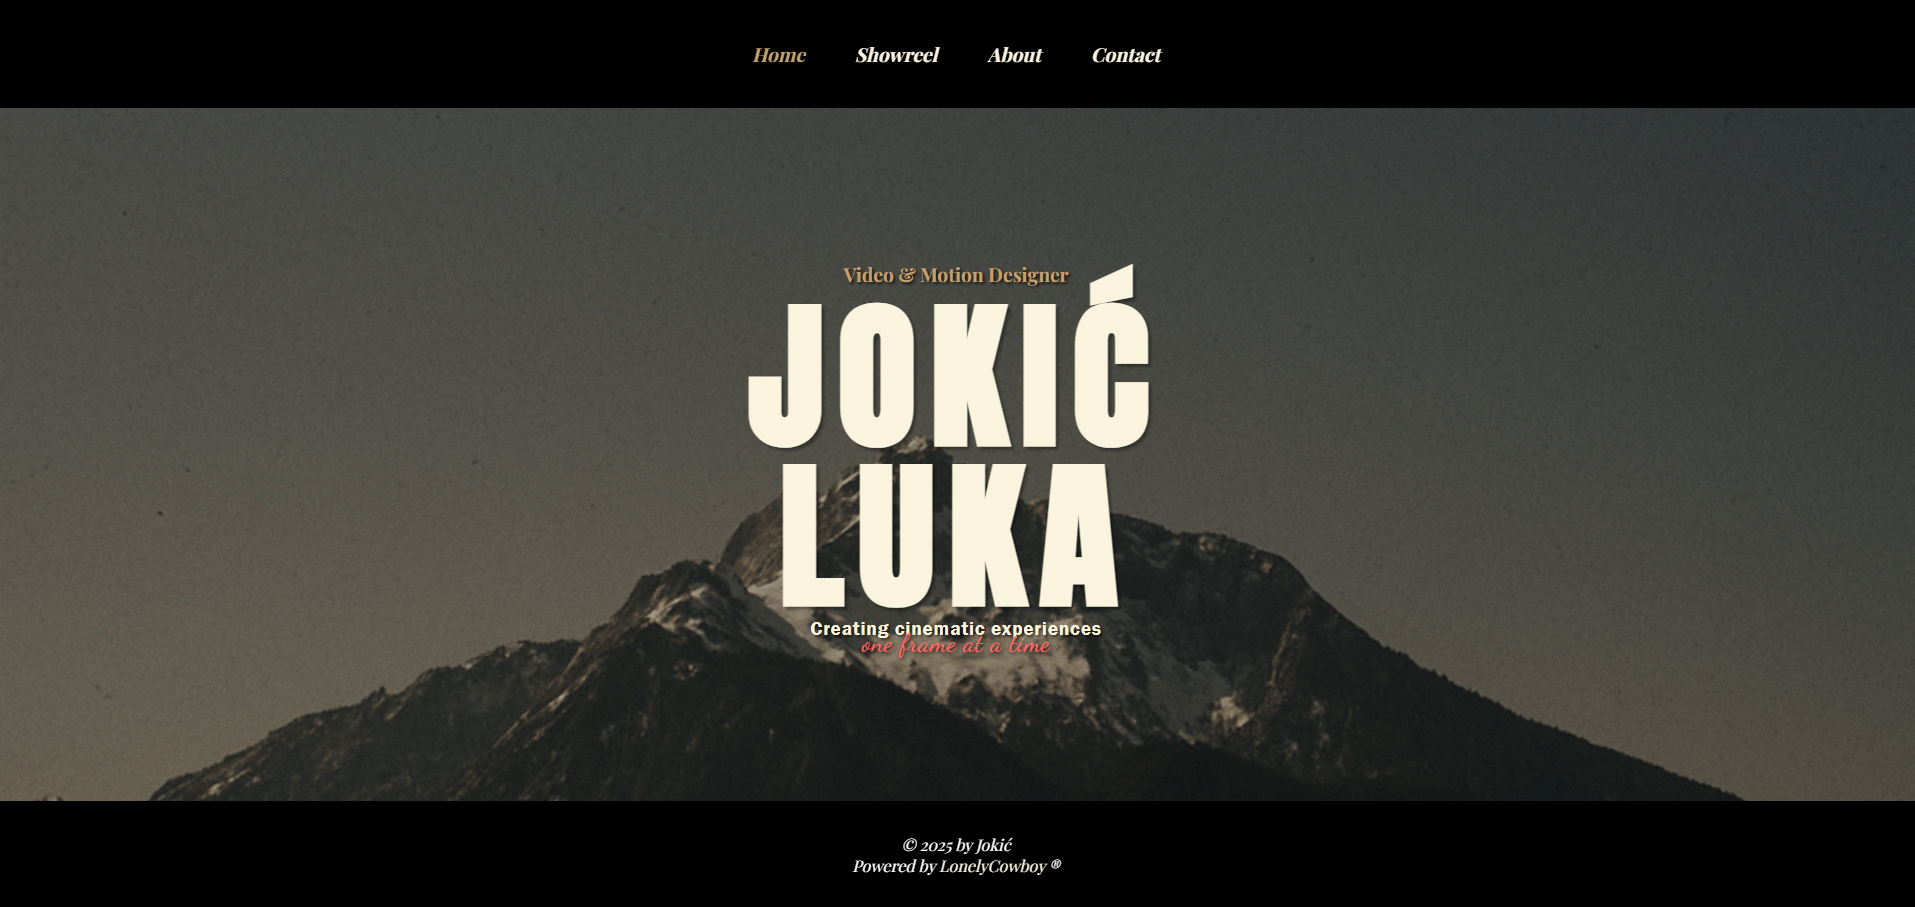 Home Showreel About Contact
Video & Motion Designer
JOKIĆ
LUKA
Creating cinematic experiences
one frame at a time
© 2025 by Jokić
Powered by LonelyCowboy ®